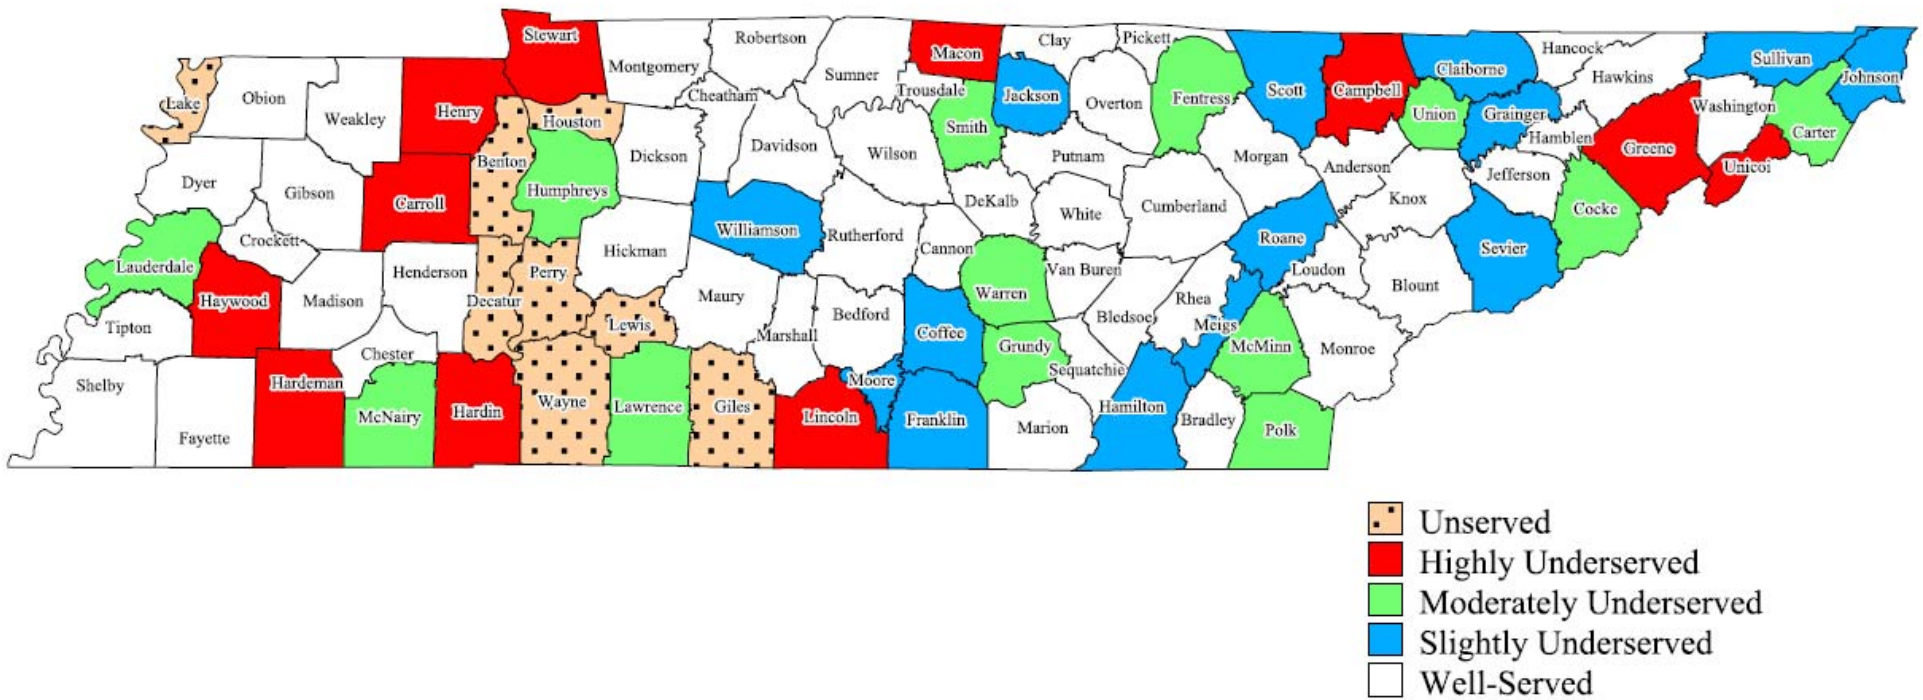 Stewart
Robertson
Macon
Clay
Pickett
Hancock
Sullivan
Montgomery
Sumner
Claiborne
Hawkins
Johnson
Lake
Obion
Weakley
Henry
Cheatham
Trousdale
Jackson
Overton
Fentress
Scott
Campbell
Union
Grainger
Washington
Houston
Smith
Hamblen
Carter
Benton
Dickson
Davidson
Wilson
Putnam
Morgan
Anderson
Greene
Unicoi
Dyer
Gibson
Carroll
Humphreys
DeKalb
White
Cumberland
Knox
Jefferson
Cocke
Crockett
Williamson
Rutherford
Cannon
Roane
Sevier
Lauderdale
Henderson
Perry
Hickman
Van Buren
Loudon
Blount
Haywood
Madison
Decatur
Maury
Warren
Rhea
Tipton
Lewis
Marshall
Bedford
Coffee
Bledsoe
Meigs
Chester
Grundy
McMinn
Monroe
Shelby
Hardeman
Moore
Sequatchie
Fayette
McNairy
Hardin
Wayne
Lawrence
Giles
Lincoln
Franklin
Marion
Hamilton
Bradley
Polk
Unserved
Highly Underserved
Moderately Underserved
Slightly Underserved
Well-Served